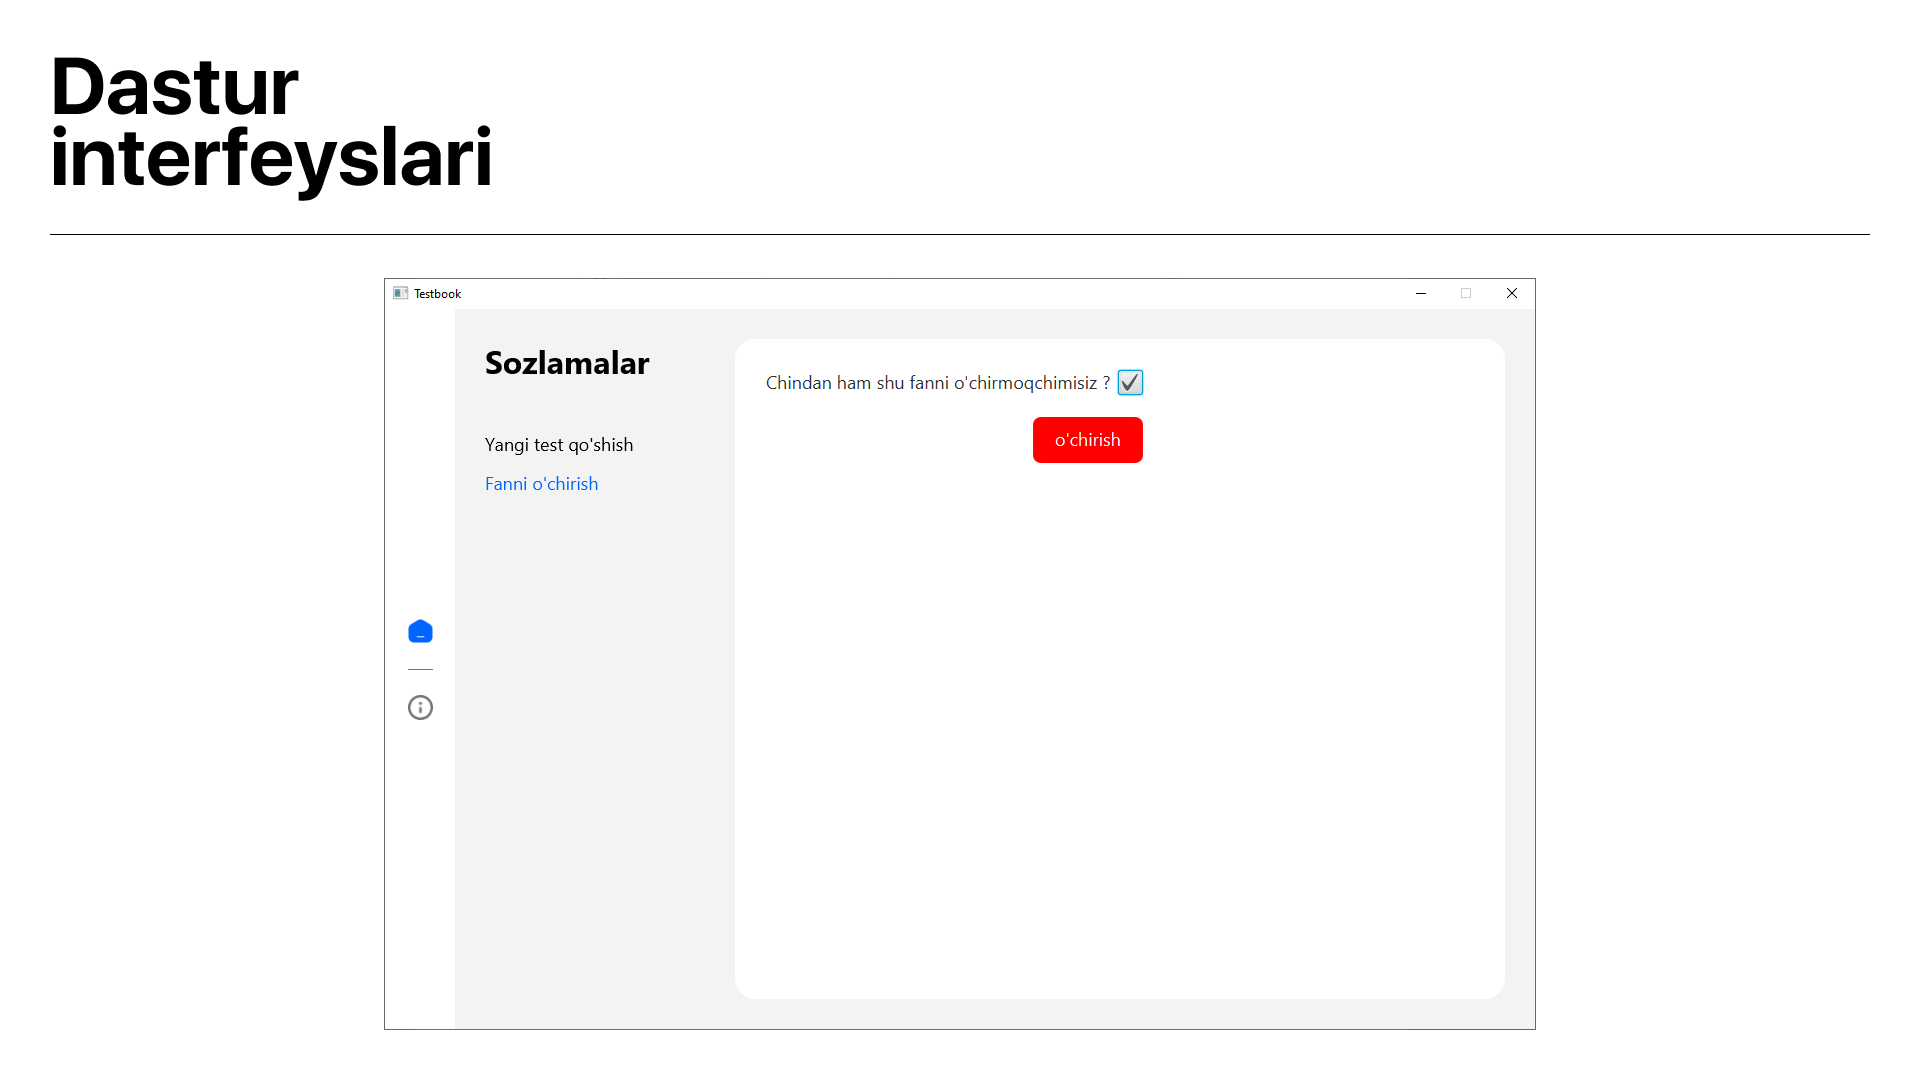 Dastur
interfeyslari
Testbook
Sozlamalar
Yangi test qo'shish
Fanni o'chirish
Chindan ham shu fanni o'chirmoqchimisiz ?
o'chirish